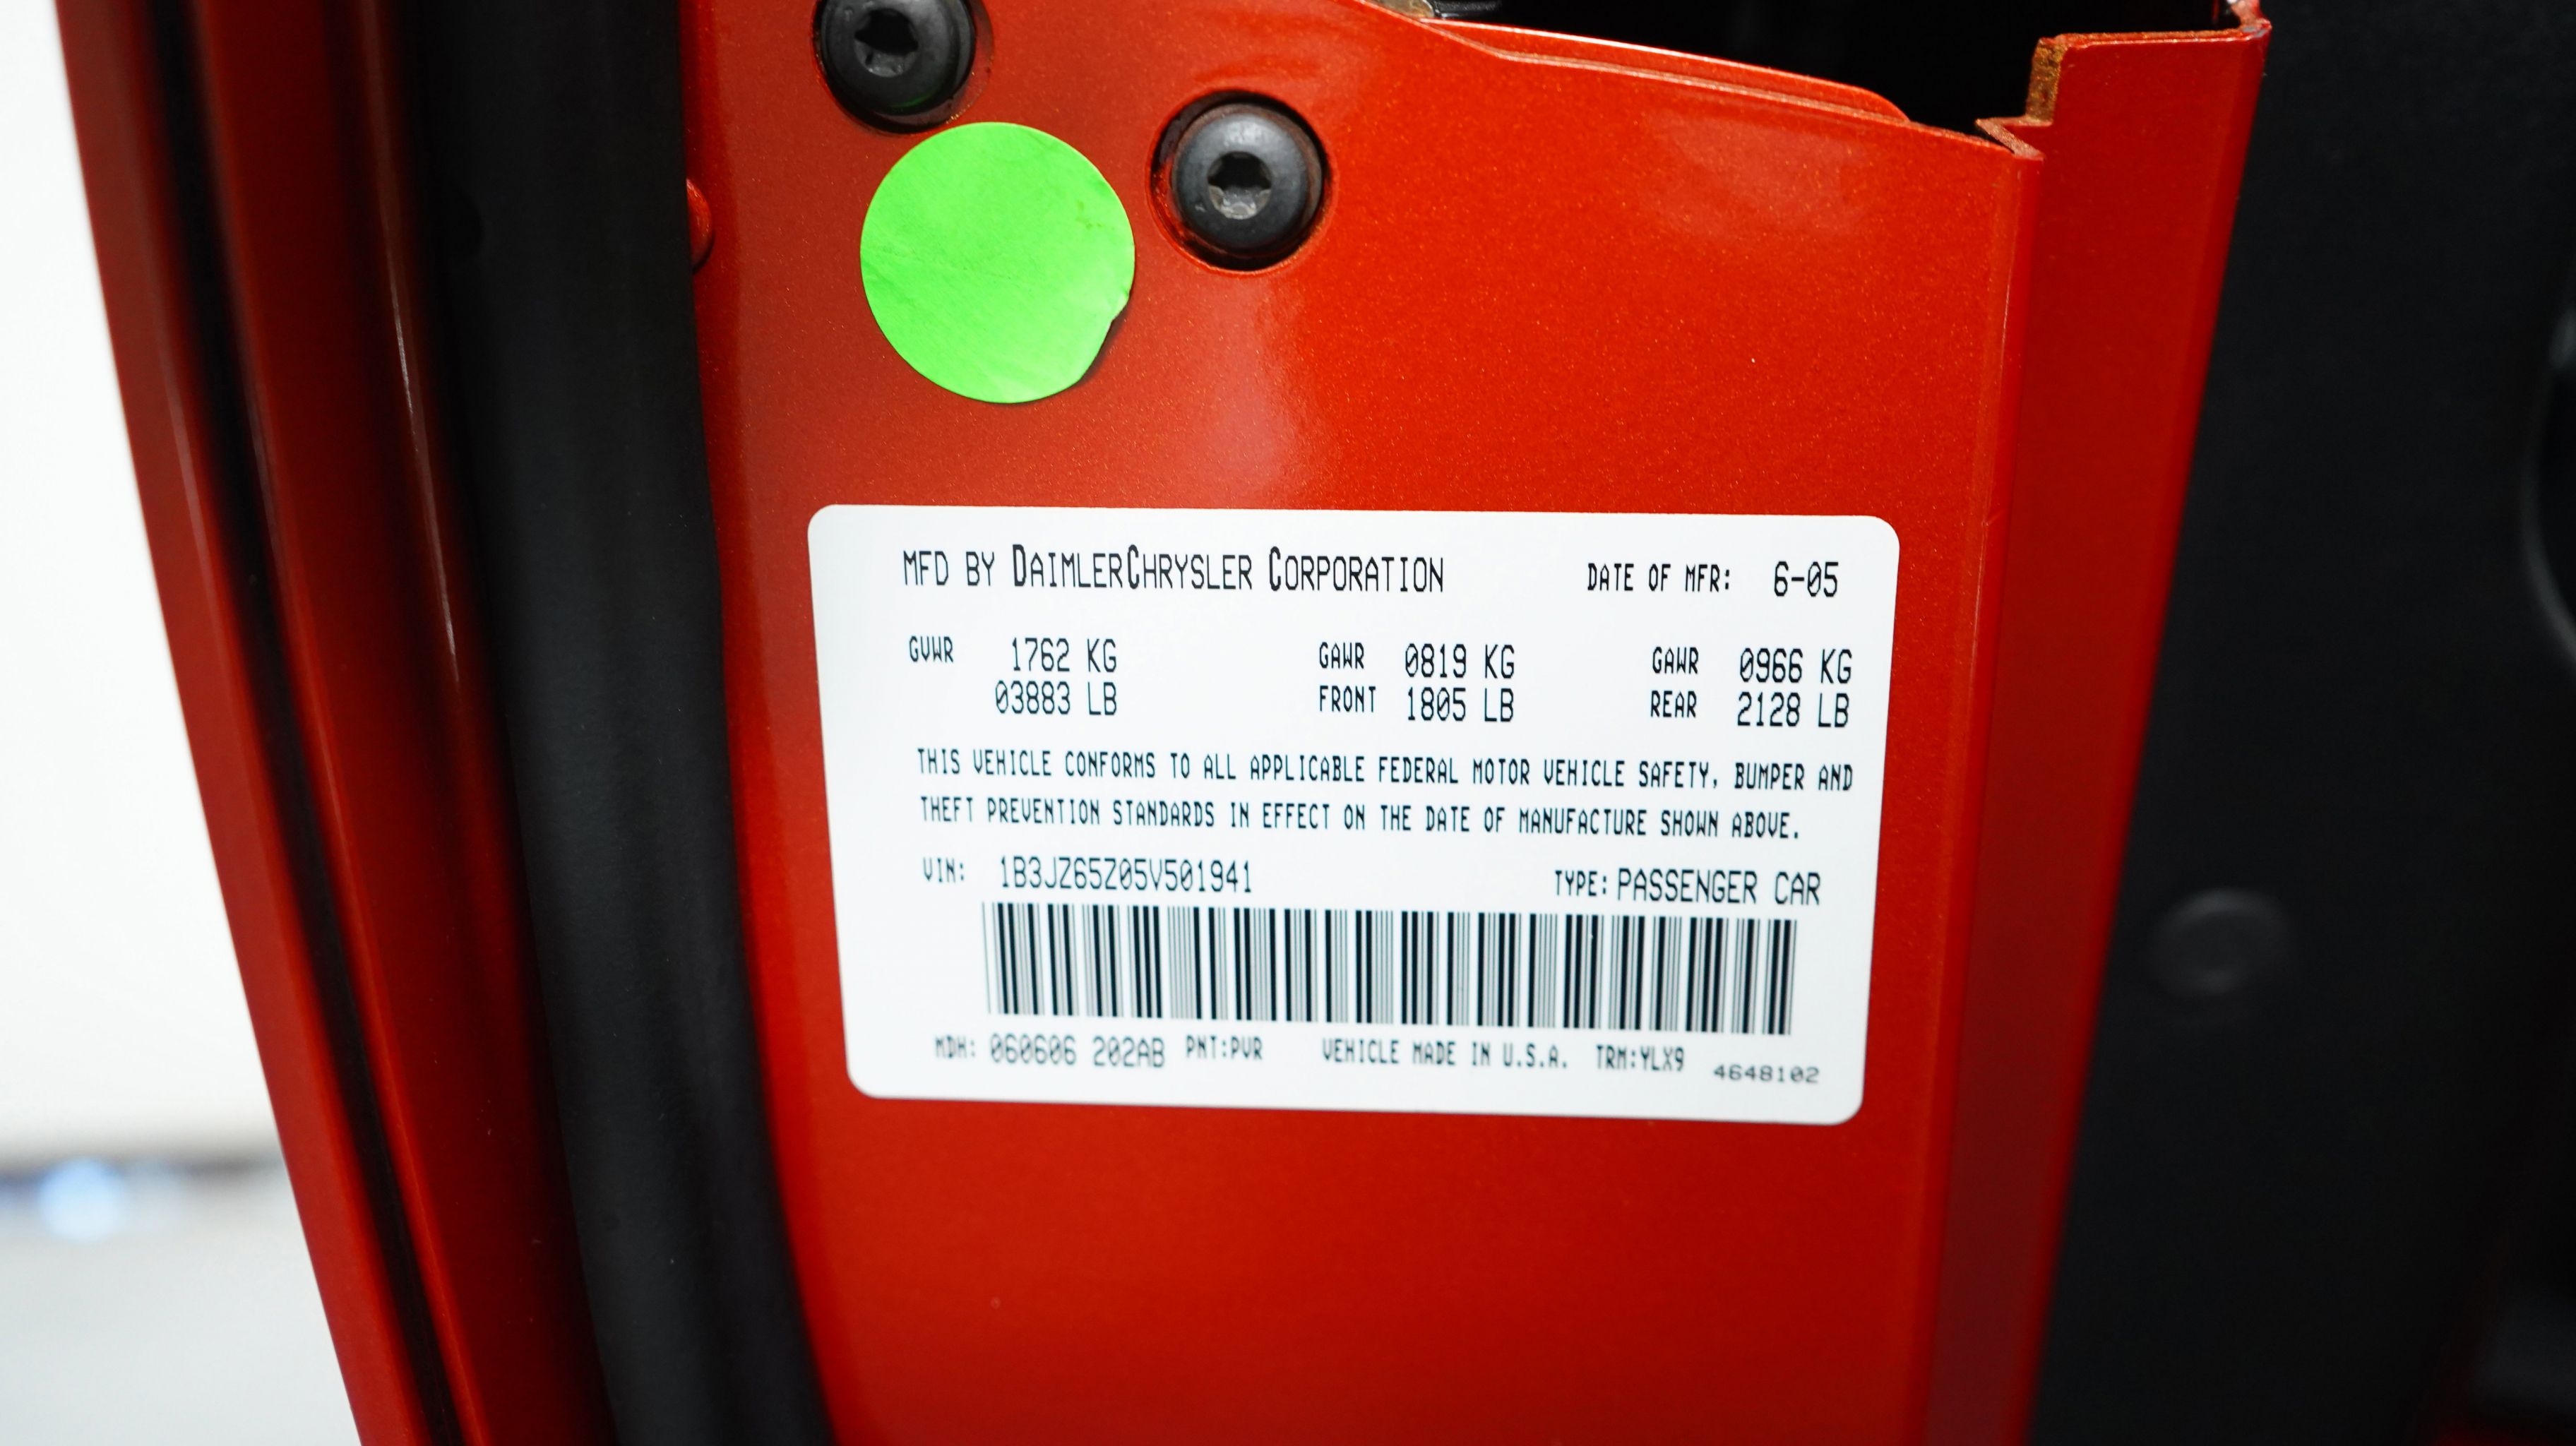 MFD BY DAIMLERCHRYSLER CORPORATION DATE OF MFR: 6-05
GVWR 1762 KG GAWR 0819 KG GAWR 0966 KG
03883 LB FRONT 1805 LB REAR 2128 LB
THIS VEHICLE CONFORMS TO ALL APPLICABLE FEDERAL MOTOR VEHICLE SAFETY, BUMPER AND
THEFT PREVENTION STANDARDS IN EFFECT ON THE DATE OF MANUFACTURE SHOWN ABOVE.
VIN: 1B3JZ65Z05V501941 TYPE: PASSENGER CAR
MDH: 060606 202AB PNT:PVR VEHICLE MADE IN U.S.A. TRM:YLX9 4648102